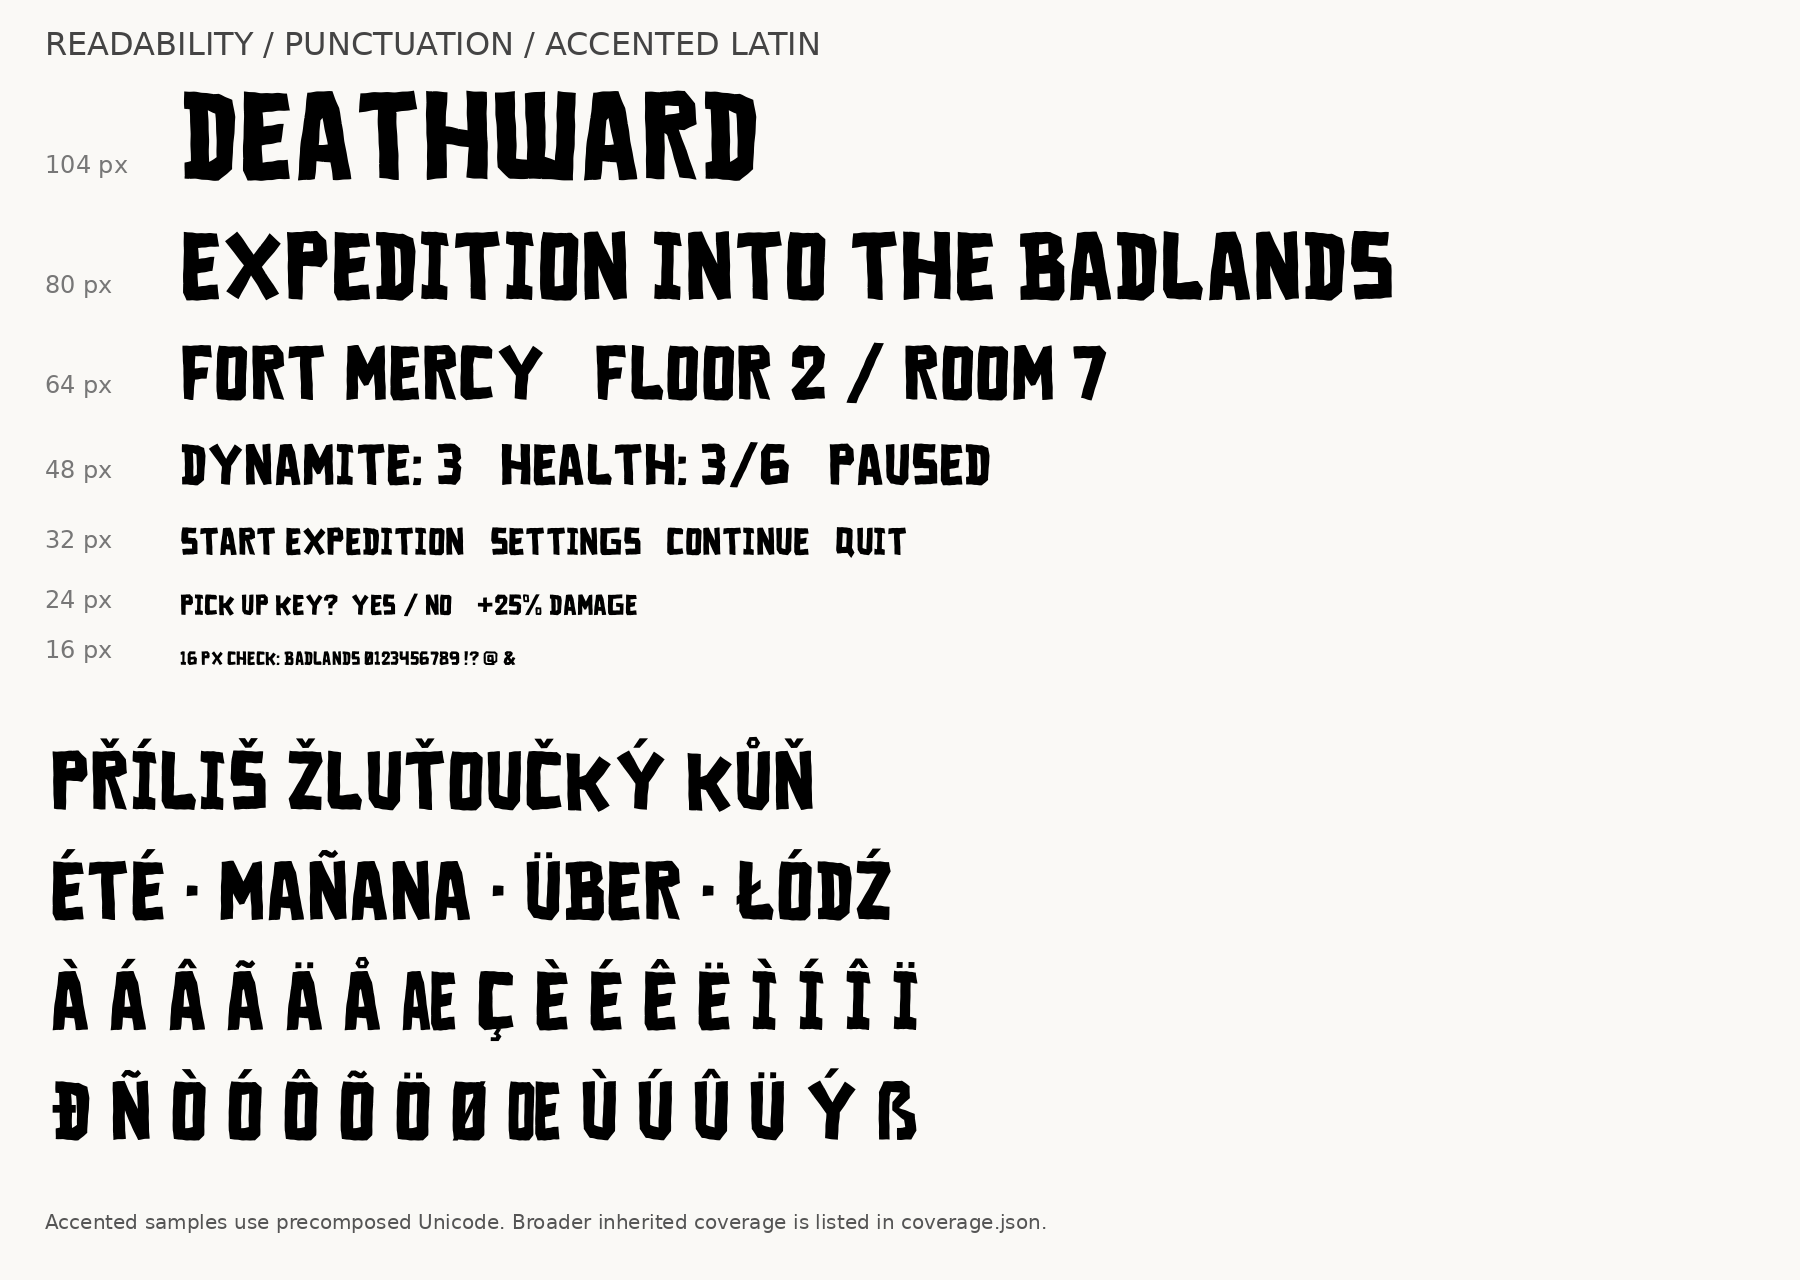 READABILITY / PUNCTUATION / ACCENTED LATIN
104 px DEATHWARD
80 px EXPEDITION INTO THE BADLANDS
64 px FORT MERCY FLOOR 2 / ROOM 7
48 px DYNAMITE: 3 HEALTH: 3/6 PAUSED
32 px START EXPEDITION SETTINGS CONTINUE QUIT
24 px PICK UP KEY? YES / NO +25% DAMAGE
16 px 16 PX CHECK: BADLANDS 0123456789 !? @ &
PŘÍLIŠ ŽLUŤOUČKÝ KŮŇ
ÉTÉ · MAÑANA · ÜBER · ŁÓDŹ
À Á Â Ã Ä Å Æ Ç È É Ê Ë Ì Í Î Ï
Ð Ñ Ò Ó Ô Õ Ö Ø Œ Ù Ú Û Ü Ý ß
Accented samples use precomposed Unicode. Broader inherited coverage is listed in coverage.json.